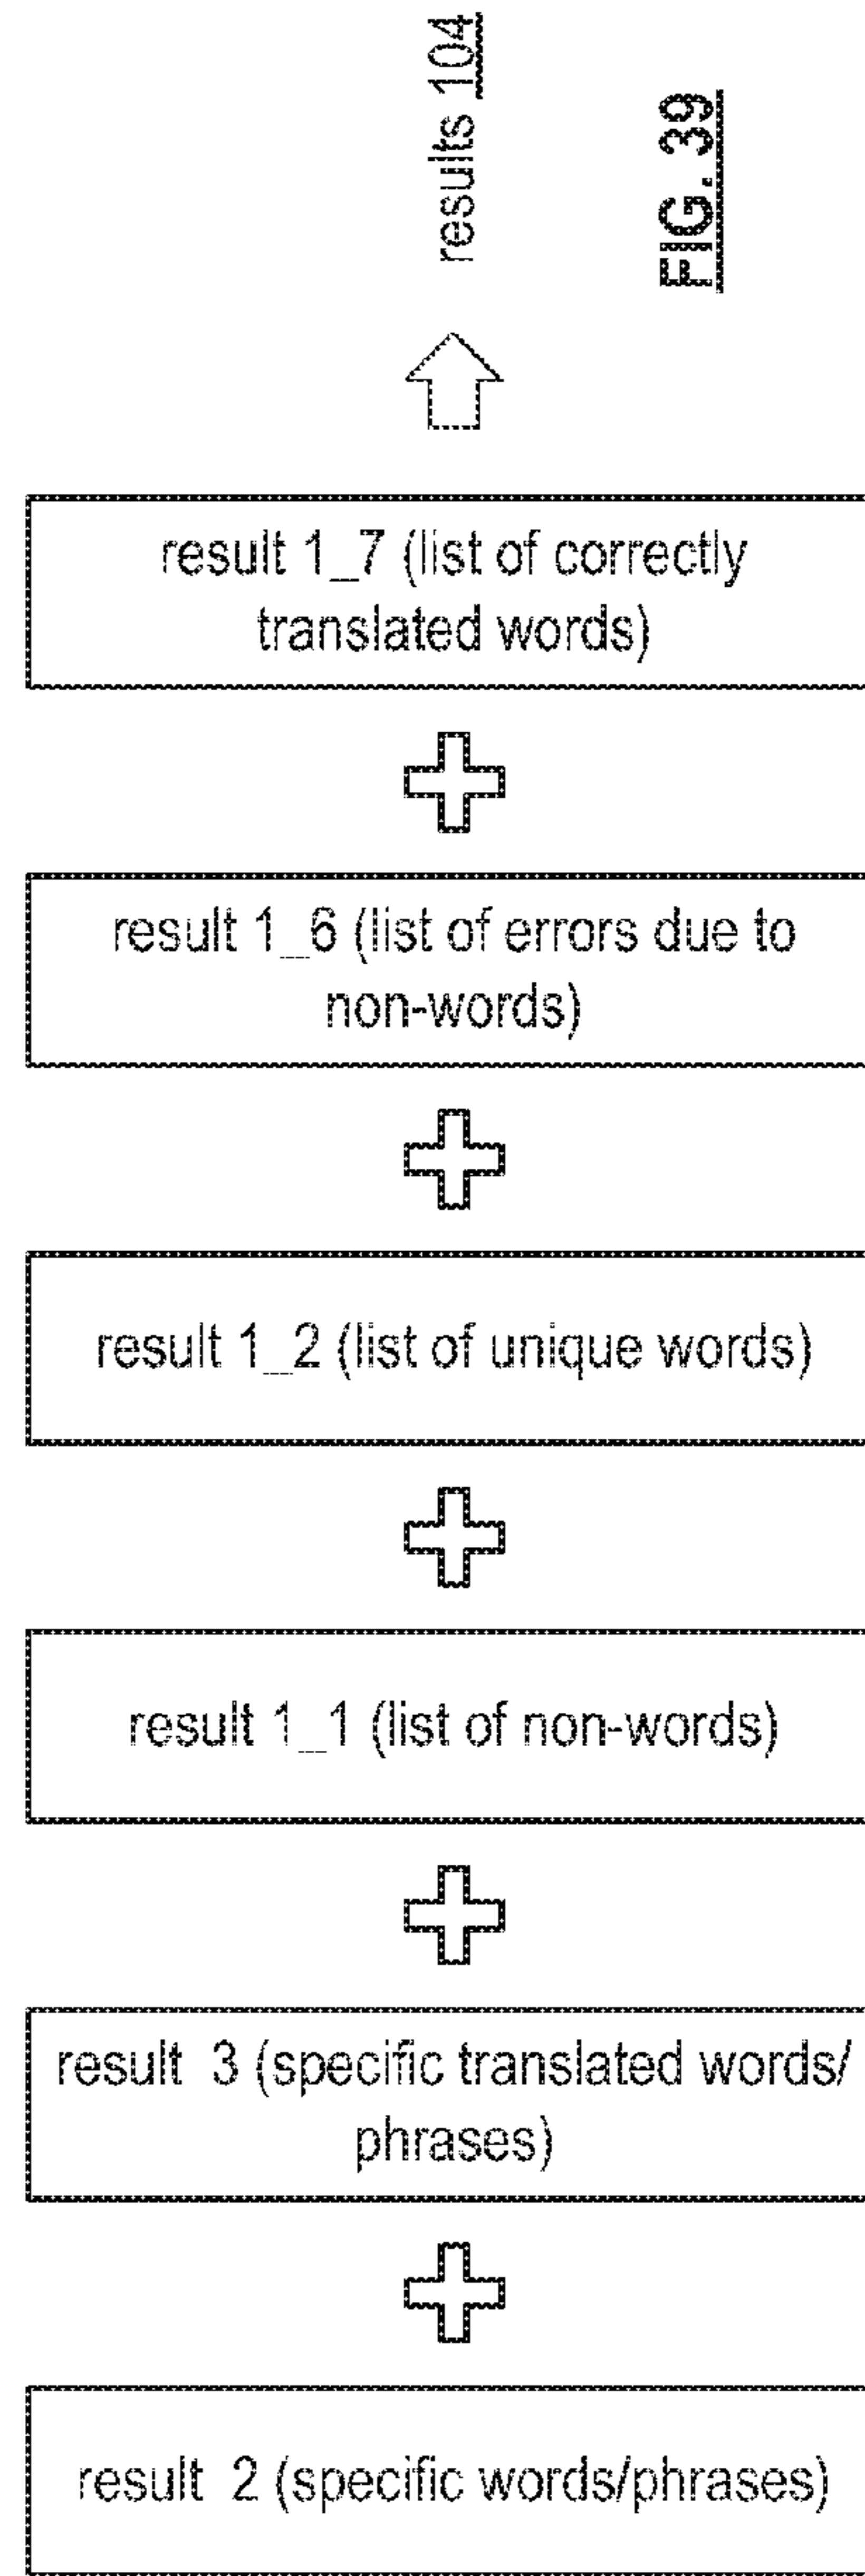 results 104
FIG. 39
result 1_7 (list of correctly
translated words)
result 1_6 (list of errors due to
non-words)
result 1_2 (list of unique words)
result 1_1 (list of non-words)
result 3 (specific translated words/
phrases)
result 2 (specific words/phrases)